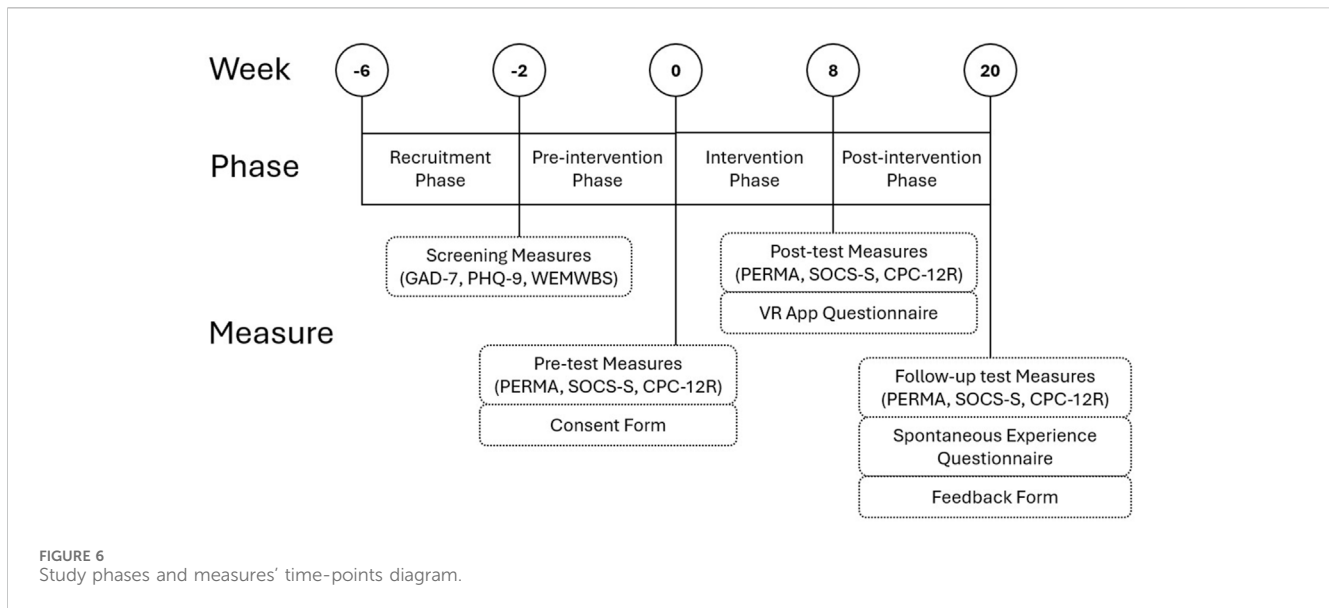 Week
-6
-2
0
8
20
Phase
Recruitment
Phase
Pre-intervention
Phase
Intervention
Phase
Post-intervention
Phase
Measure
Screening Measures
(GAD-7, PHQ-9, WEMWBS)
Pre-test Measures
(PERMA, SOCS-S, CPC-12R)
Consent Form
Post-test Measures
(PERMA, SOCS-S, CPC-12R)
VR App Questionnaire
Follow-up test Measures
(PERMA, SOCS-S, CPC-12R)
Spontaneous Experience
Questionnaire
Feedback Form
FIGURE 6
Study phases and measures’ time-points diagram.